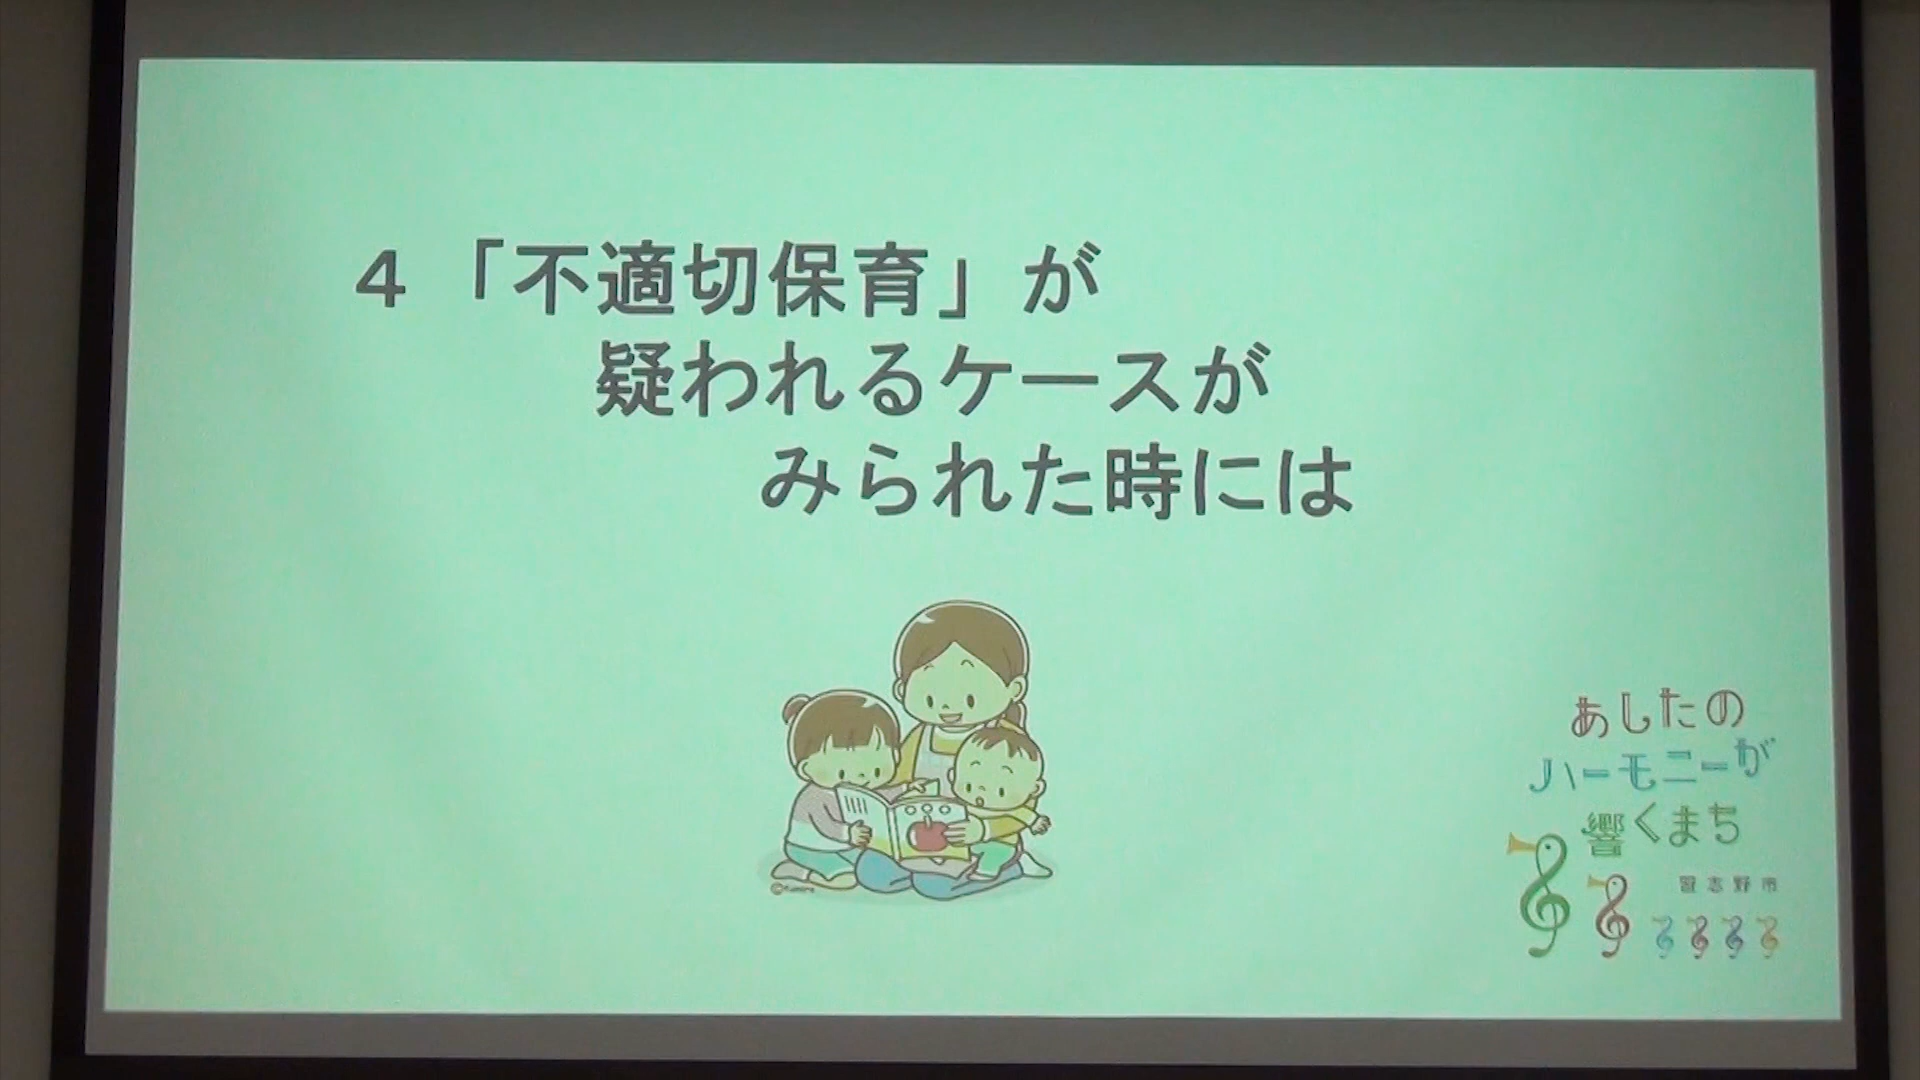 ４「不適切保育」が
疑われるケースが
みられた時には
あしたの
ハーモニーが
響くまち
習志野市